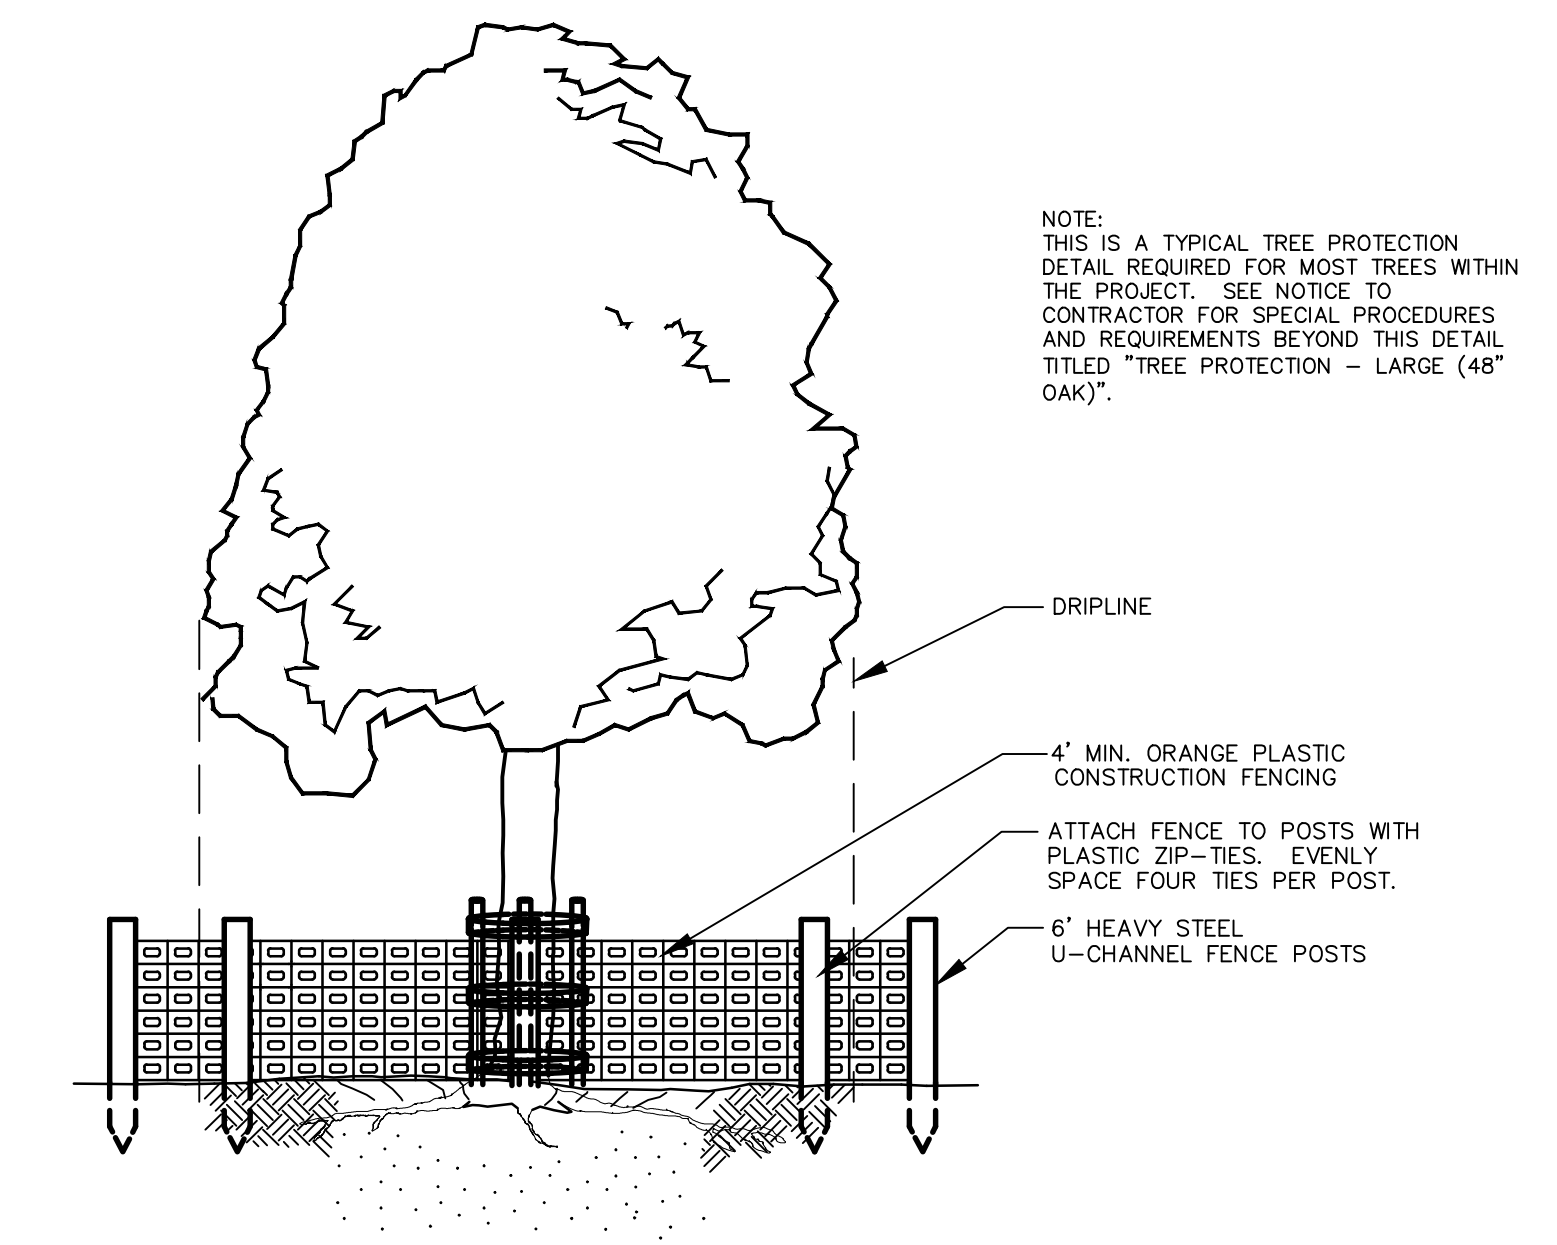 NOTE:
THIS IS A TYPICAL TREE PROTECTION
DETAIL REQUIRED FOR MOST TREES WITHIN
THE PROJECT.  SEE NOTICE TO
CONTRACTOR FOR SPECIAL PROCEDURES
AND REQUIREMENTS BEYOND THIS DETAIL
TITLED "TREE PROTECTION – LARGE (48"
OAK)".
DRIPLINE
4' MIN. ORANGE PLASTIC
CONSTRUCTION FENCING
ATTACH FENCE TO POSTS WITH
PLASTIC ZIP–TIES.  EVENLY
SPACE FOUR TIES PER POST.
6' HEAVY STEEL
U–CHANNEL FENCE POSTS